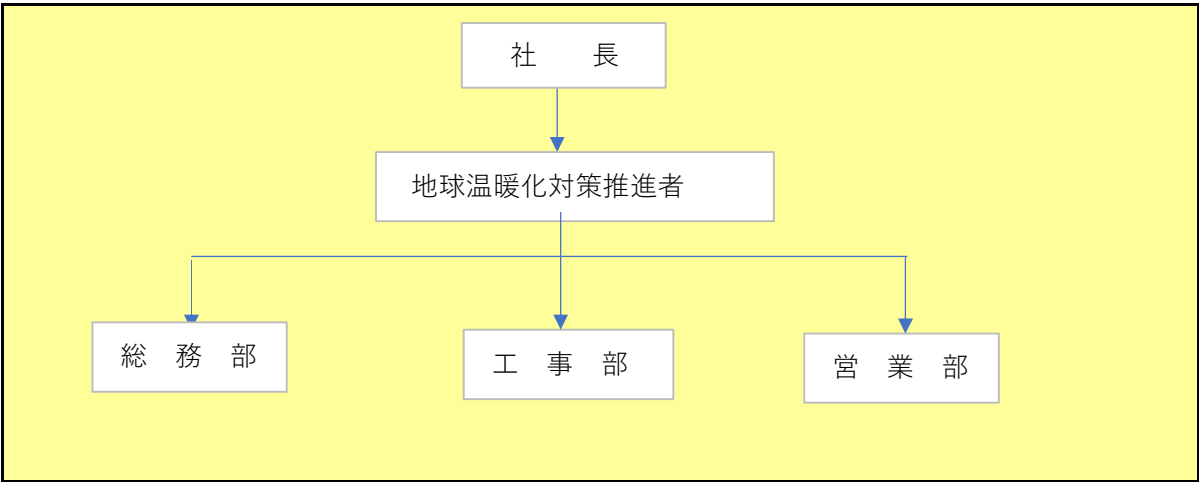 社　　長
地球温暖化対策推進者
総　務　部
工　事　部
営　業　部